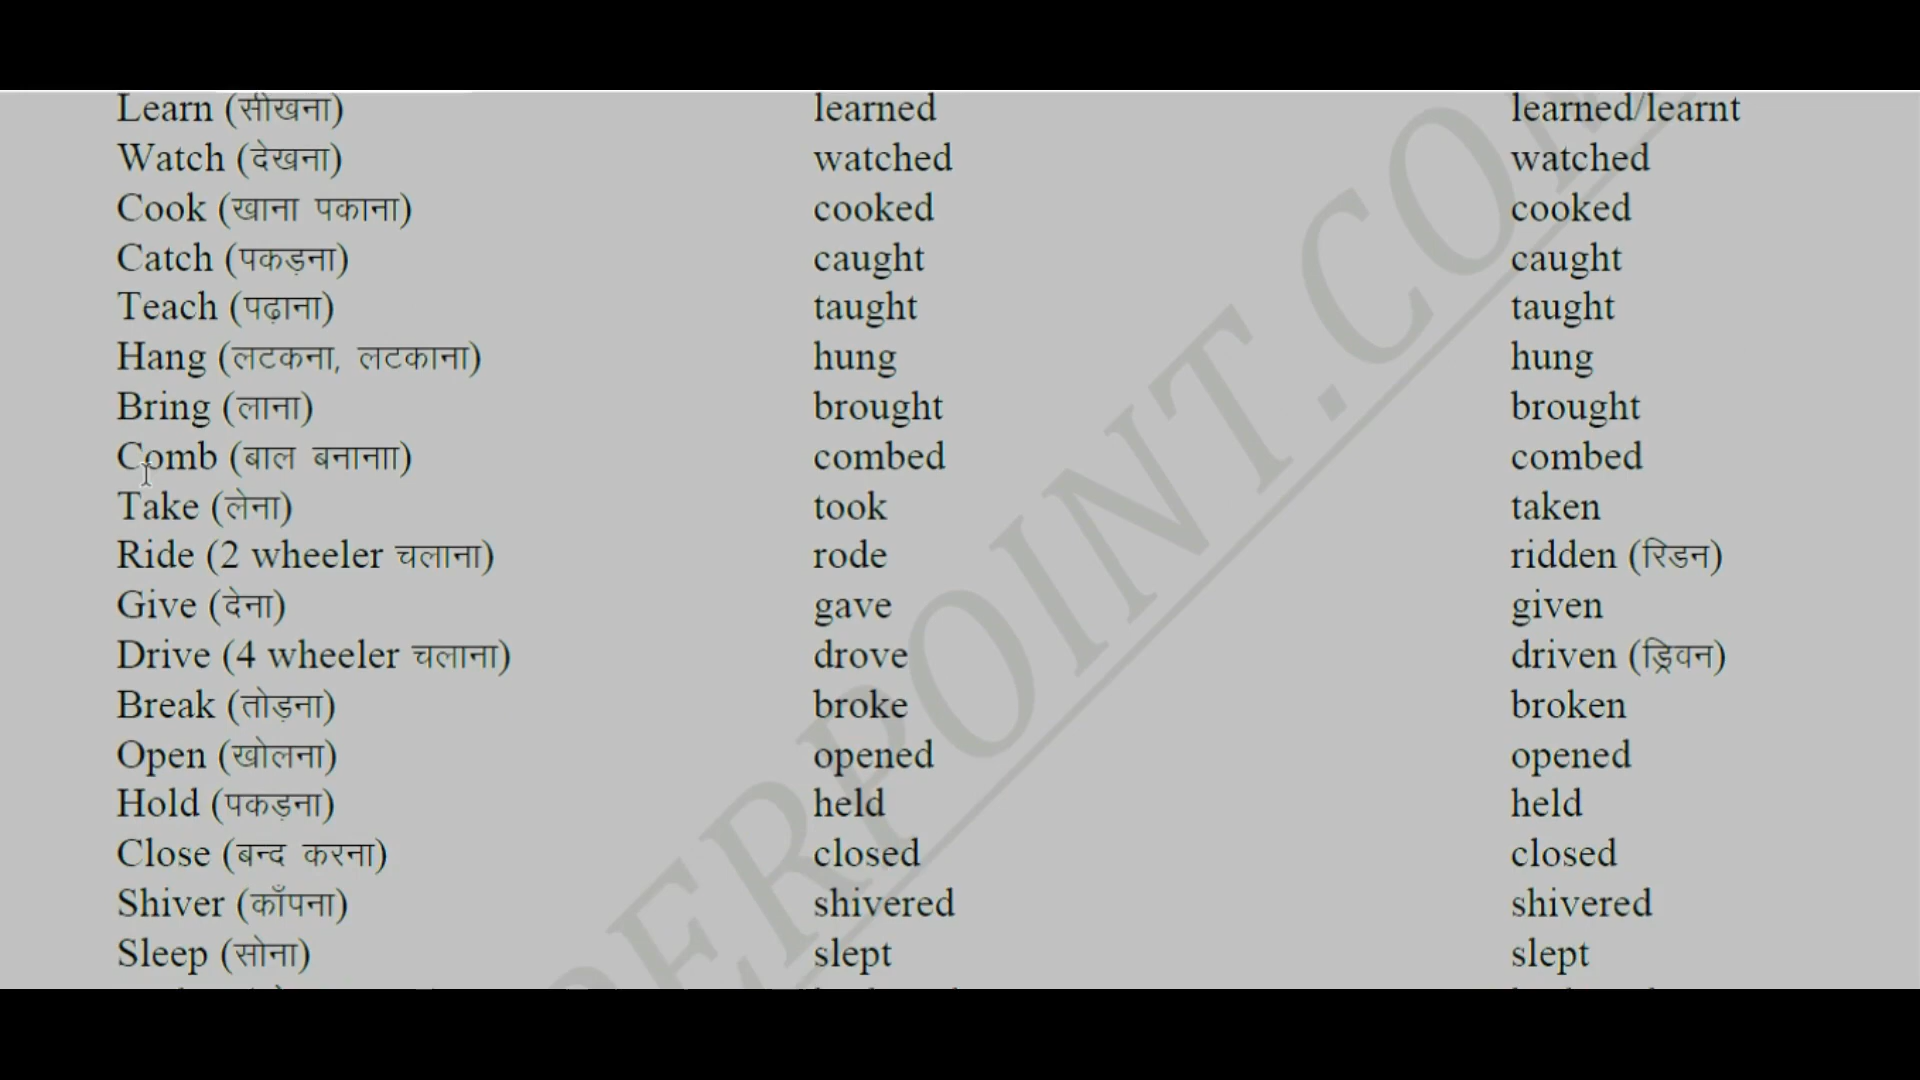 Learn (सीखना) learned learned/learnt
Watch (देखना) watched watched
Cook (खाना पकाना) cooked cooked
Catch (पकड़ना) caught caught
Teach (पढ़ाना) taught taught
Hang (लटकना, लटकाना) hung hung
Bring (लाना) brought brought
Comb (बाल बनानाा) combed combed
Take (लेना) took taken
Ride (2 wheeler चलाना) rode ridden (रिडन)
Give (देना) gave given
Drive (4 wheeler चलाना) drove driven (ड्रिवन)
Break (तोड़ना) broke broken
Open (खोलना) opened opened
Hold (पकड़ना) held held
Close (बन्द करना) closed closed
Shiver (काँपना) shivered shivered
Sleep (सोना) slept slept